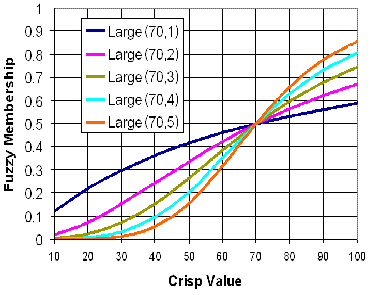 1
0.9
0.8
0.7
0.6
0.5
0.4
0.3
0.2
0.1
0
Fuzzy Membership
Large (70,1)
Large (70,2)
Large (70,3)
Large (70,4)
Large (70,5)
10 20 30 40 50 60 70 80 90 100
Crisp Value